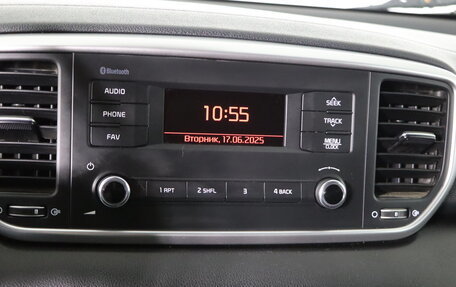 Bluetooth
AUDIO
PHONE
FAV
10:55
Вторник, 17.06.2025
SEEK
TRACK
MENU
CLOCK
1 RPT
2 SHFL
3
4 BACK